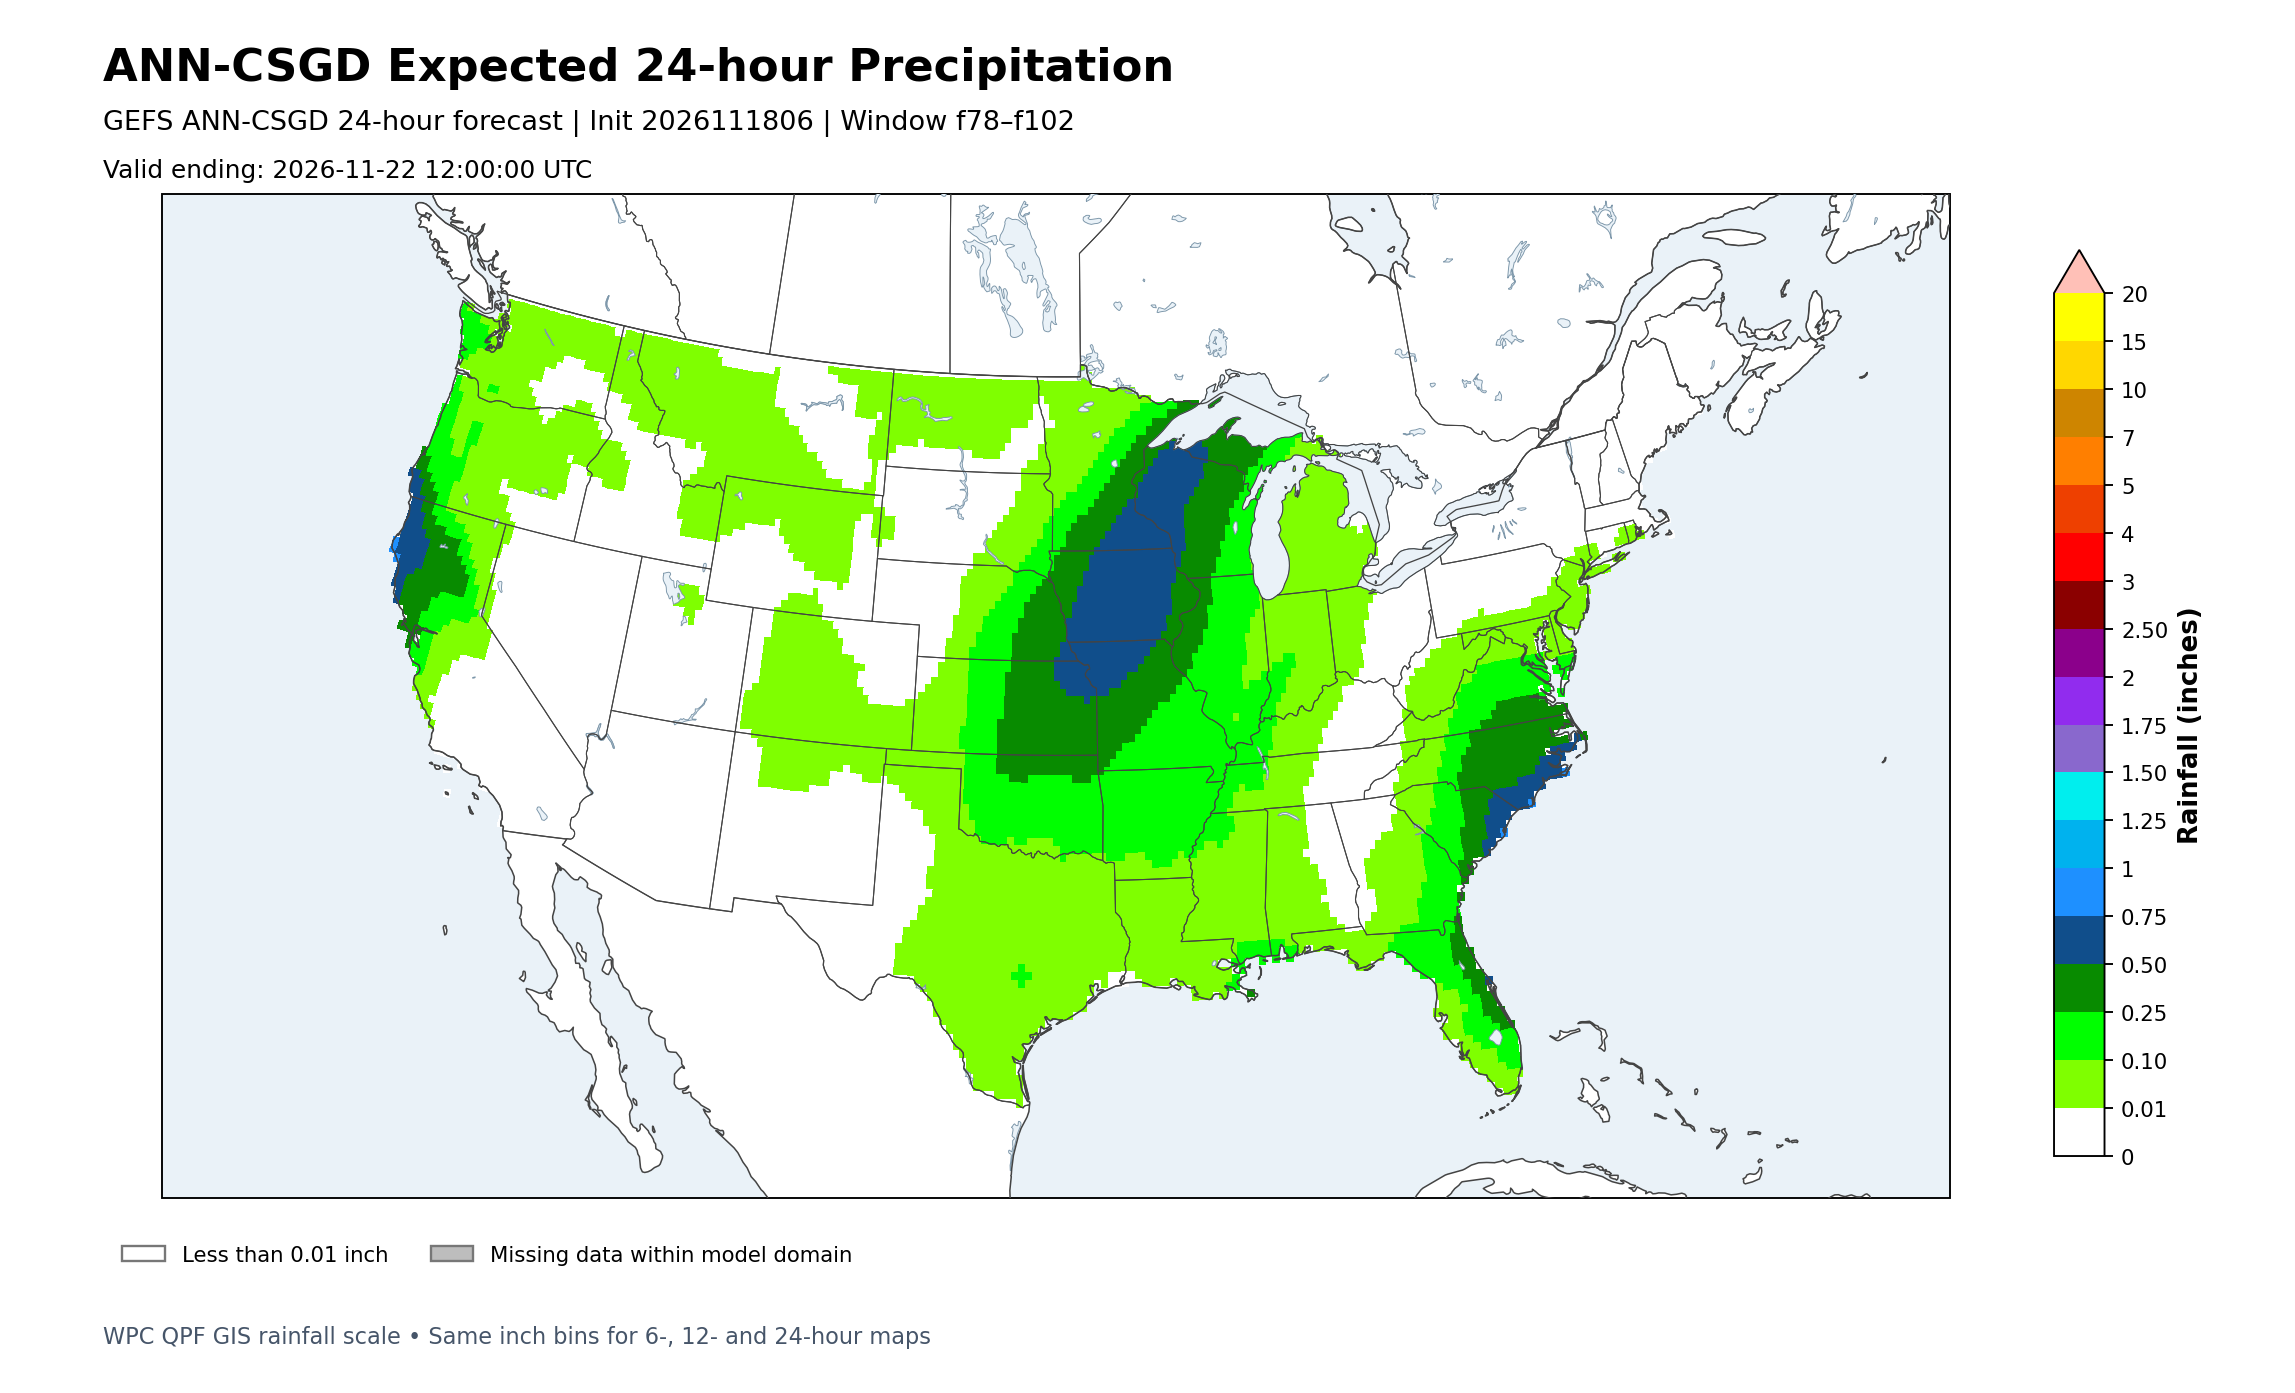 ANN-CSGD Expected 24-hour Precipitation
GEFS ANN-CSGD 24-hour forecast | Init 2026111806 | Window f78–f102
Valid ending: 2026-11-22 12:00:00 UTC
20
15
10
7
5
4
3
2.50
2
1.75
1.50
1.25
1
0.75
0.50
0.25
0.10
0.01
0
Rainfall (inches)
Less than 0.01 inch
Missing data within model domain
WPC QPF GIS rainfall scale • Same inch bins for 6-, 12- and 24-hour maps